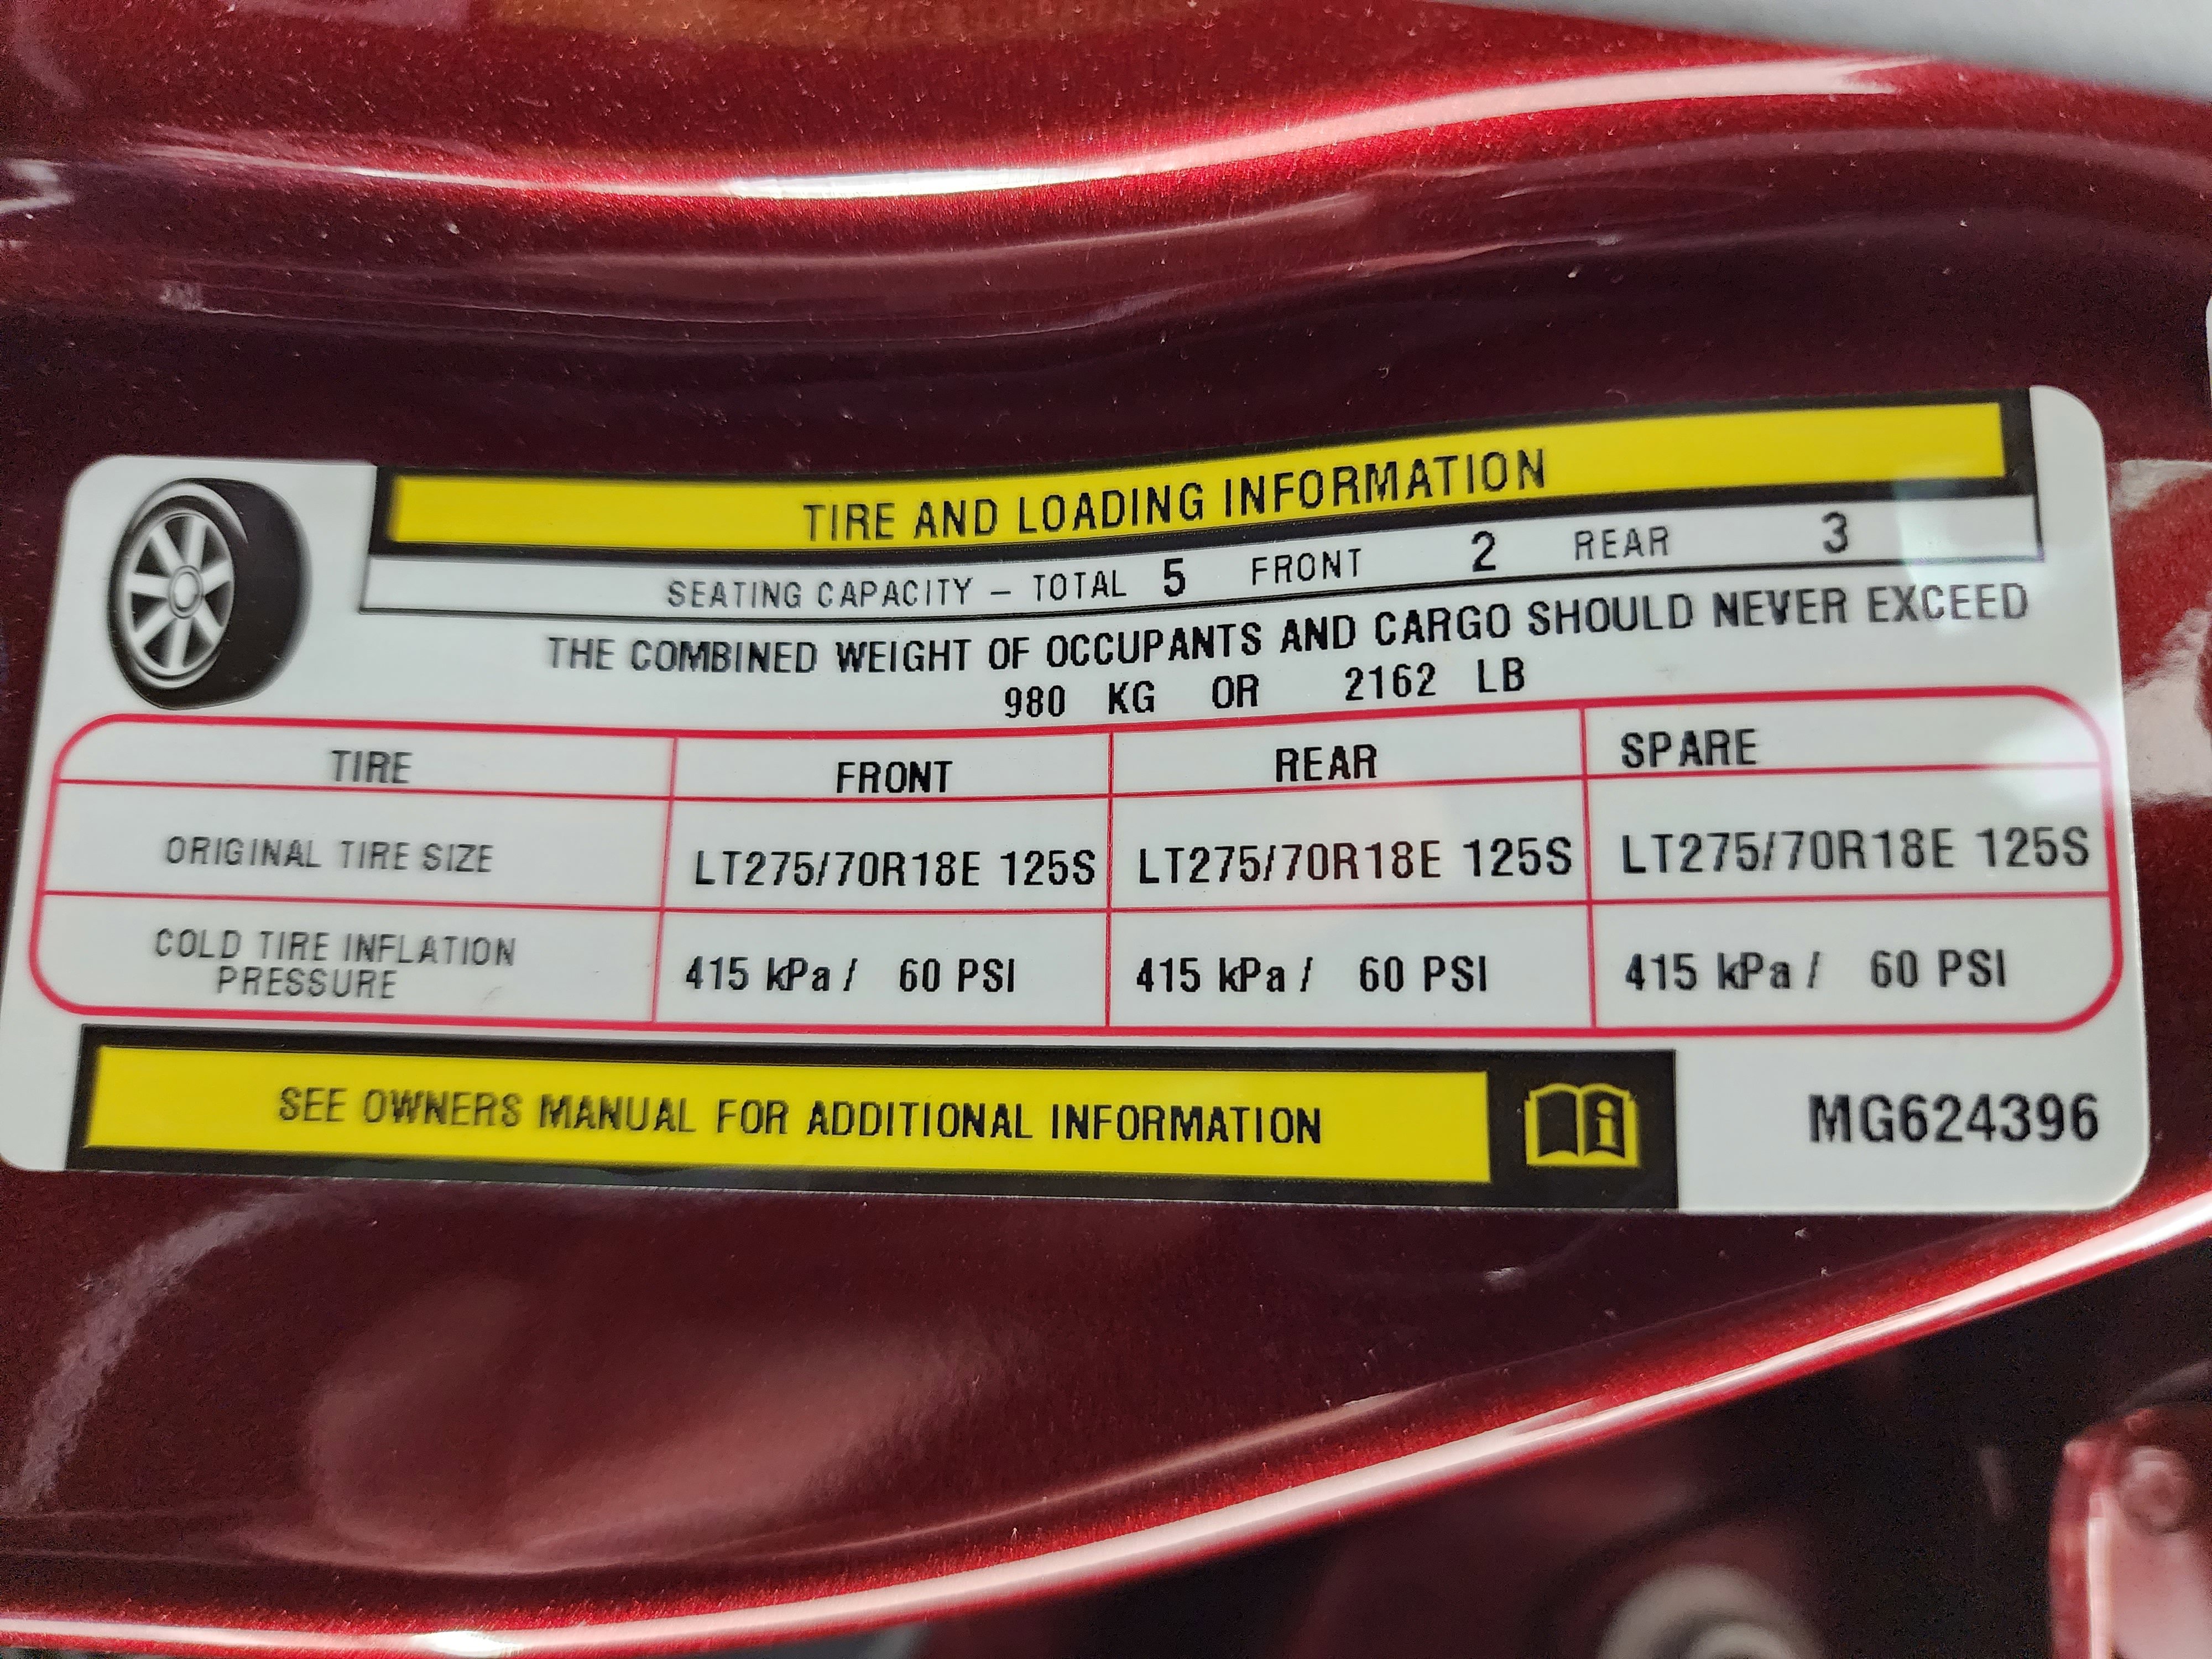 TIRE AND LOADING INFORMATION
SEATING CAPACITY – TOTAL 5 FRONT 2 REAR 3
THE COMBINED WEIGHT OF OCCUPANTS AND CARGO SHOULD NEVER EXCEED
980 KG OR 2162 LB
TIRE FRONT REAR SPARE
ORIGINAL TIRE SIZE LT275/70R18E 125S LT275/70R18E 125S LT275/70R18E 125S
COLD TIRE INFLATION
PRESSURE 415 kPa / 60 PSI 415 kPa / 60 PSI 415 kPa / 60 PSI
SEE OWNERS MANUAL FOR ADDITIONAL INFORMATION
MG624396